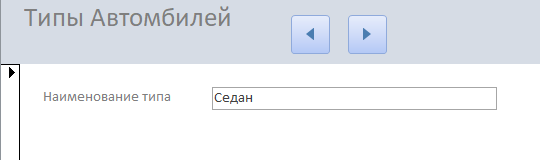 Типы Автомбилей
Наименование типа
Седан